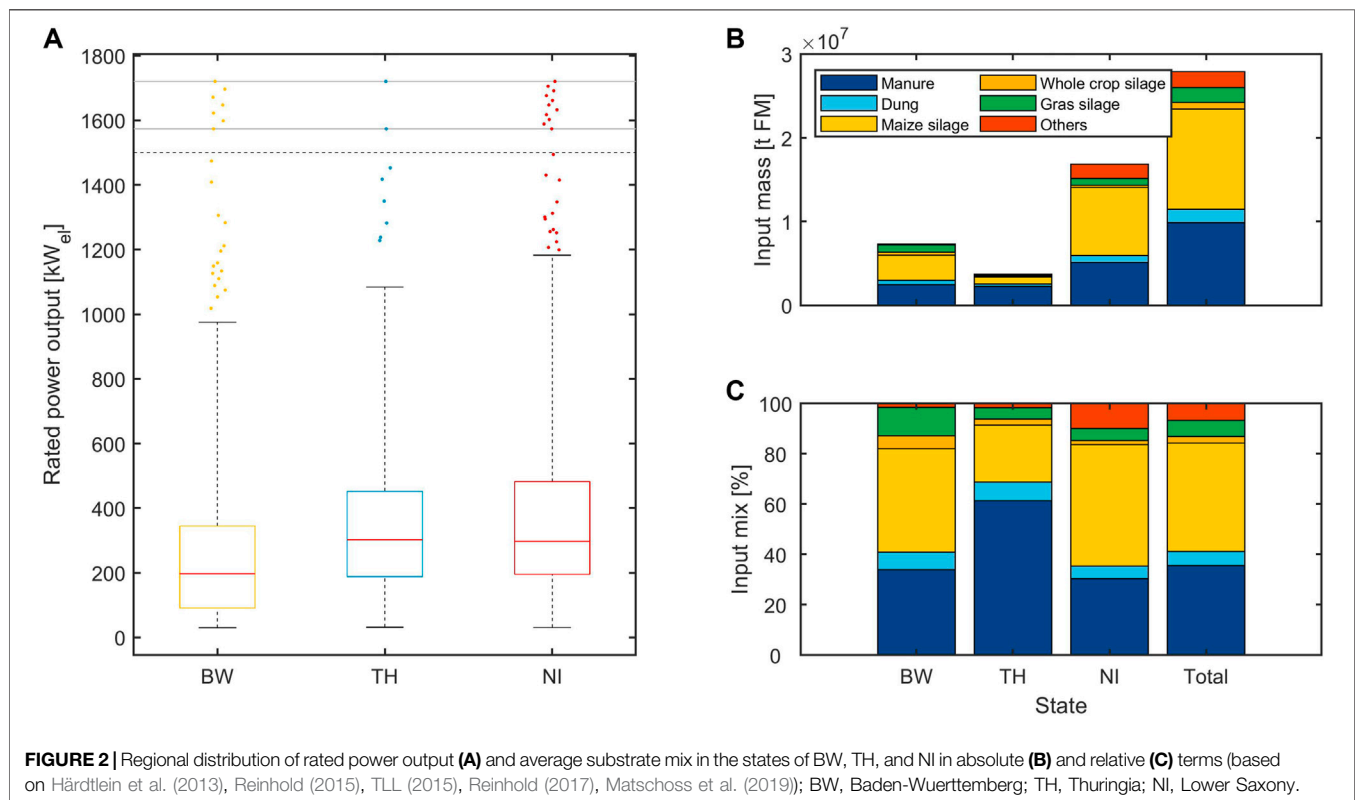 A
1800
1600
1400
1200
1000
800
600
400
200
0
Rated power output [kWel]
BW TH NI
B
×10^7
3
2
1
0
Input mass [t FM]
Manure
Dung
Maize silage
Whole crop silage
Gras silage
Others
C
100
80
60
40
20
0
Input mix [%]
BW TH NI Total
State
FIGURE 2 | Regional distribution of rated power output (A) and average substrate mix in the states of BW, TH, and NI in absolute (B) and relative (C) terms (based
on Härdtlein et al. (2013), Reinhold (2015), TLL (2015), Reinhold (2017), Matschoss et al. (2019)); BW, Baden-Wuerttemberg; TH, Thuringia; NI, Lower Saxony.